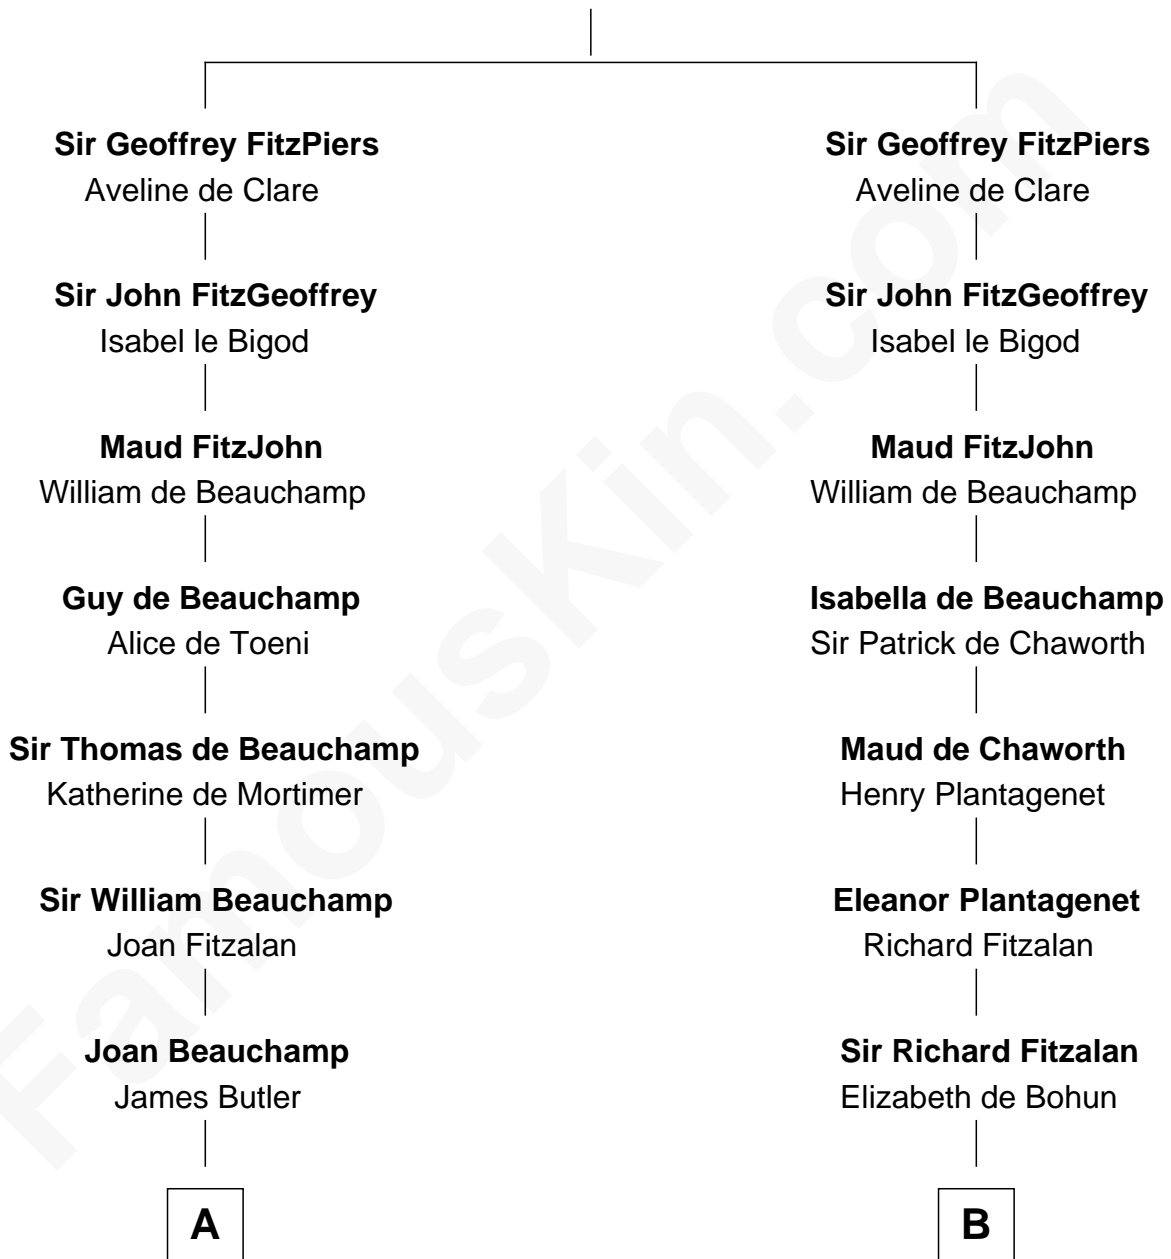 Sir Geoffrey FitzPiers
Aveline de Clare
Sir John FitzGeoffrey
Isabel le Bigod
Maud FitzJohn
William de Beauchamp
Guy de Beauchamp
Alice de Toeni
Sir Thomas de Beauchamp
Katherine de Mortimer
Sir William Beauchamp
Joan Fitzalan
Joan Beauchamp
James Butler
A
Sir Geoffrey FitzPiers
Aveline de Clare
Sir John FitzGeoffrey
Isabel le Bigod
Maud FitzJohn
William de Beauchamp
Isabella de Beauchamp
Sir Patrick de Chaworth
Maud de Chaworth
Henry Plantagenet
Eleanor Plantagenet
Richard Fitzalan
Sir Richard Fitzalan
Elizabeth de Bohun
B
FamousKin.com